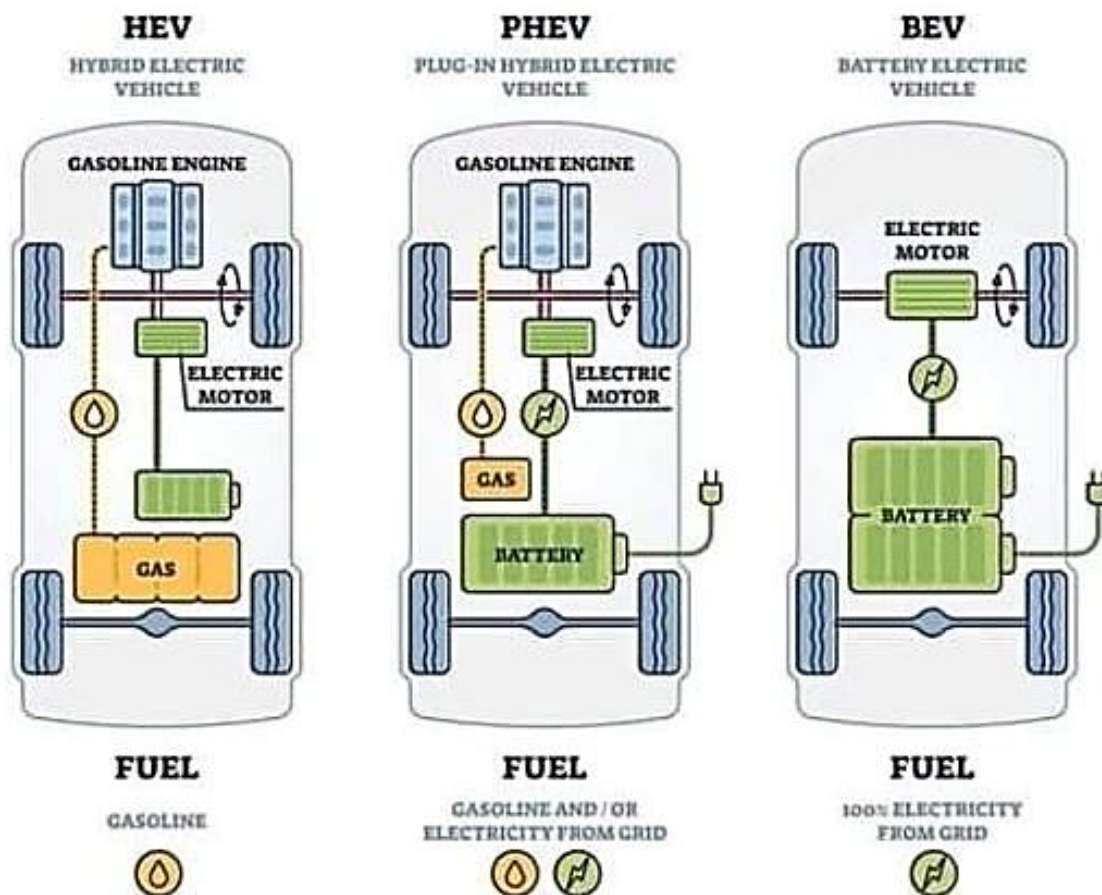 HEV
HYBRID ELECTRIC
VEHICLE
GASOLINE ENGINE
ELECTRIC
MOTOR
GAS
FUEL
GASOLINE
PHEV
PLUG-IN HYBRID ELECTRIC
VEHICLE
GASOLINE ENGINE
ELECTRIC
MOTOR
GAS
BATTERY
FUEL
GASOLINE AND / OR
ELECTRICITY FROM GRID
BEV
BATTERY ELECTRIC
VEHICLE
ELECTRIC
MOTOR
BATTERY
FUEL
100% ELECTRICITY
FROM GRID